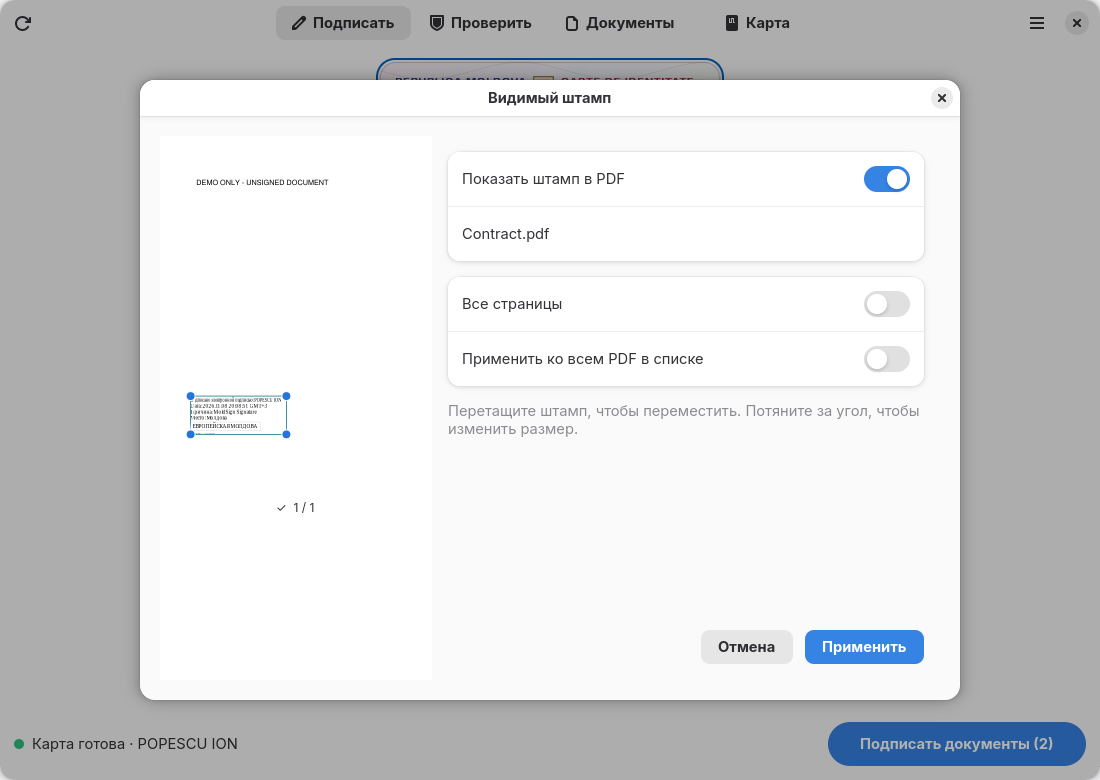 Подписать
Проверить
Документы
Карта
Видимый штамп
DEMO ONLY - UNSIGNED DOCUMENT
ЕВРОПЕЙСКАЯ МОЛДОВА
1 / 1
Показать штамп в PDF
Contract.pdf
Все страницы
Применить ко всем PDF в списке
Перетащите штамп, чтобы переместить. Потяните за угол, чтобы
изменить размер.
Отмена
Применить
Карта готова · POPESCU ION
Подписать документы (2)